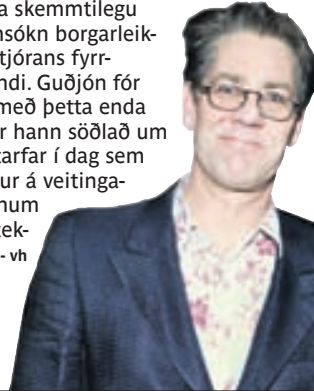 a skemmtilegu
nsókn borgarleik-
tjórans fyrr-
ndi. Guðjón fór
með þetta enda
r hann söðlað um
tarfar í dag sem
ur á veitinga-
num
tek-
- vh